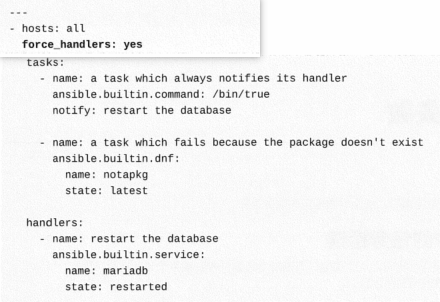 ---
- hosts: all
  force_handlers: yes
  tasks:
    - name: a task which always notifies its handler
      ansible.builtin.command: /bin/true
      notify: restart the database

    - name: a task which fails because the package doesn't exist
      ansible.builtin.dnf:
        name: notapkg
        state: latest

  handlers:
    - name: restart the database
      ansible.builtin.service:
        name: mariadb
        state: restarted